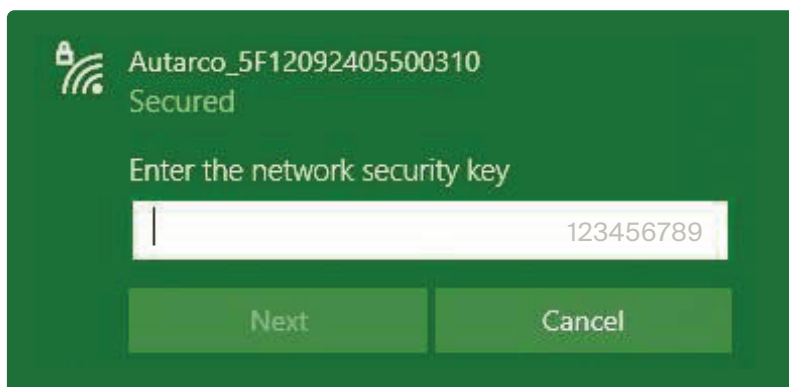 Autarco_5F12092405500310
Secured
Enter the network security key
123456789
Next Cancel